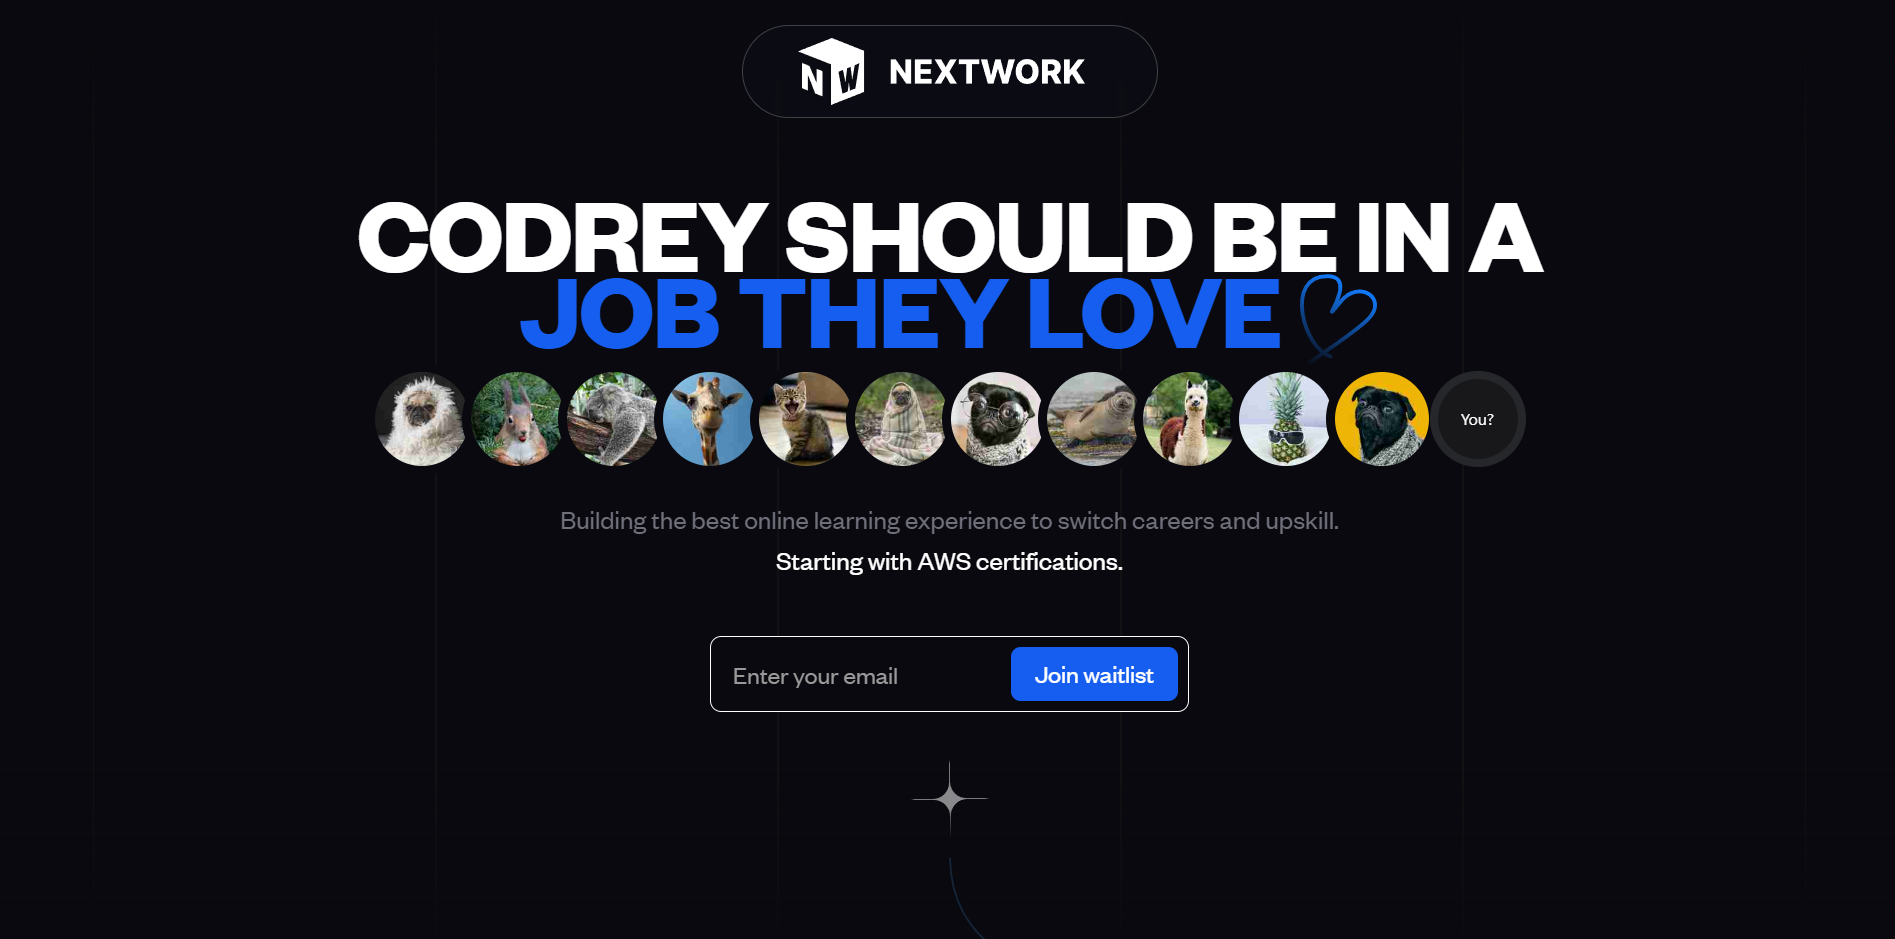 NW NEXTWORK
CODREY SHOULD BE IN A
JOB THEY LOVE
You?
Building the best online learning experience to switch careers and upskill.
Starting with AWS certifications.
Enter your email Join waitlist